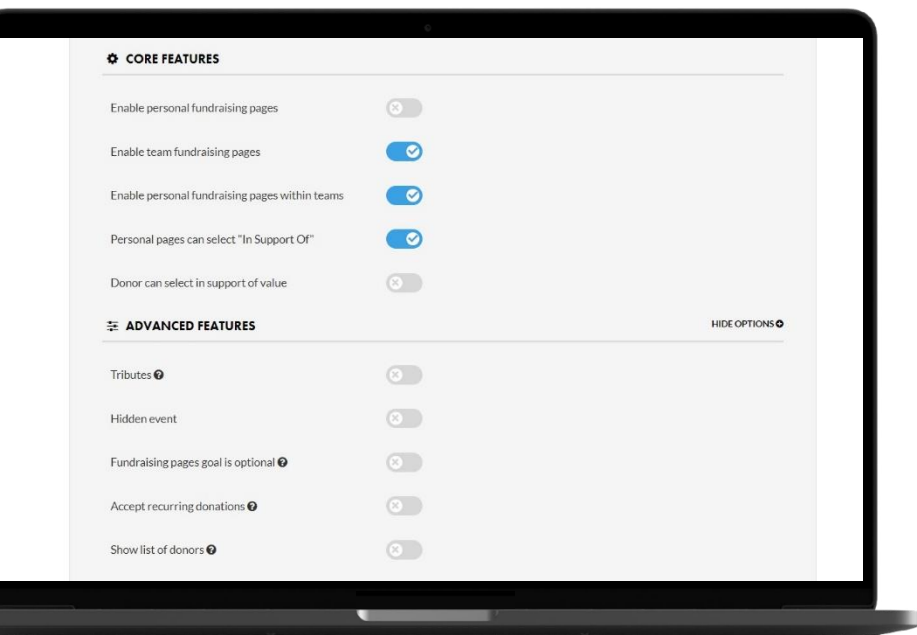 CORE FEATURES
Enable personal fundraising pages
Enable team fundraising pages
Enable personal fundraising pages within teams
Personal pages can select "In Support Of"
Donor can select in support of value
ADVANCED FEATURES
HIDE OPTIONS
Tributes
Hidden event
Fundraising pages goal is optional
Accept recurring donations
Show list of donors